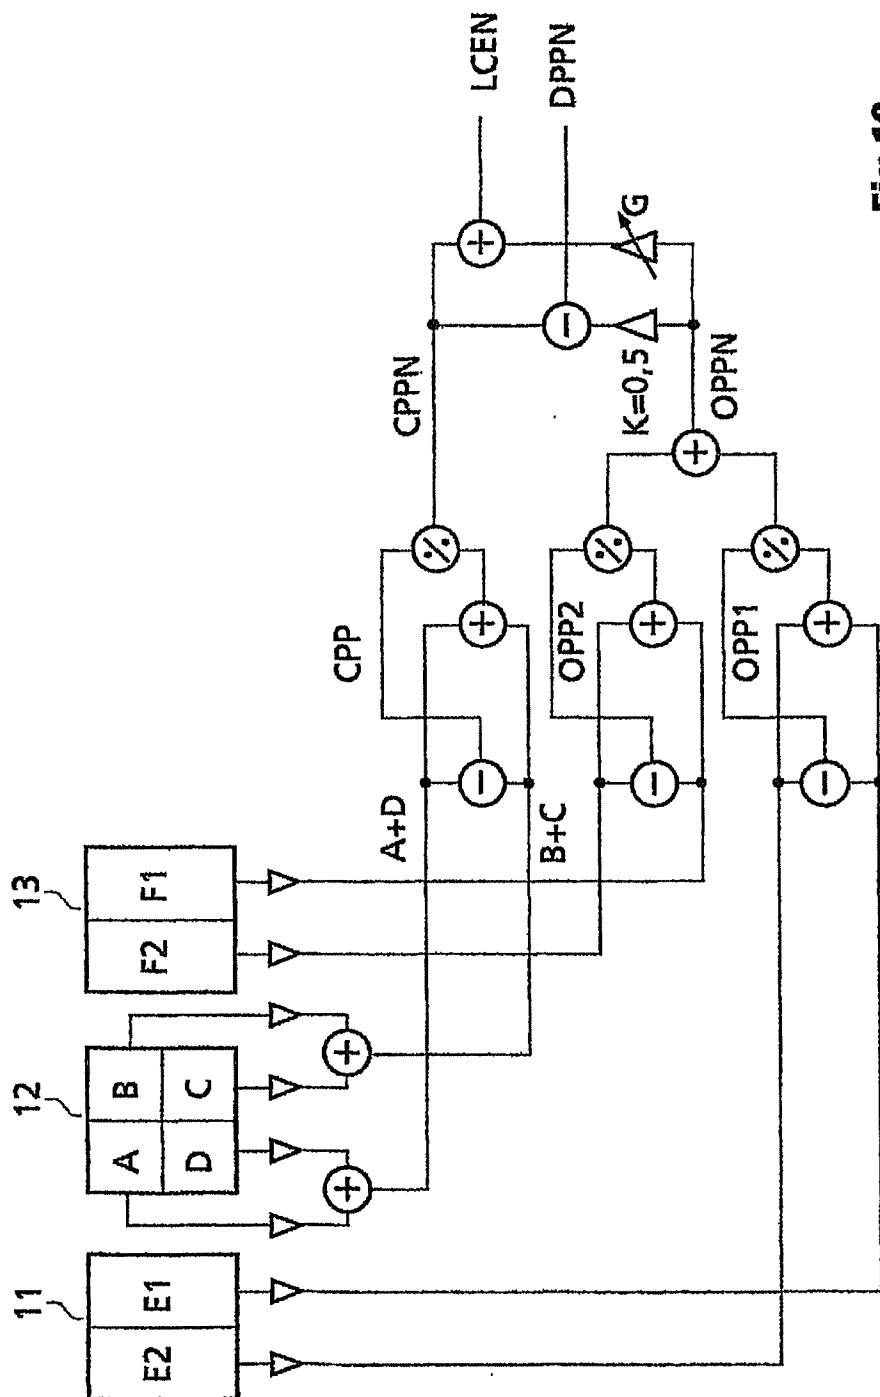 11
E2
E1
12
A
B
D
C
13
F2
F1
A+D
B+C
CPP
OPP2
OPP1
+
+
−
+
%
−
+
%
−
+
%
CPPN
+
OPPN
K=0,5
G
−
+
LCEN
DPPN